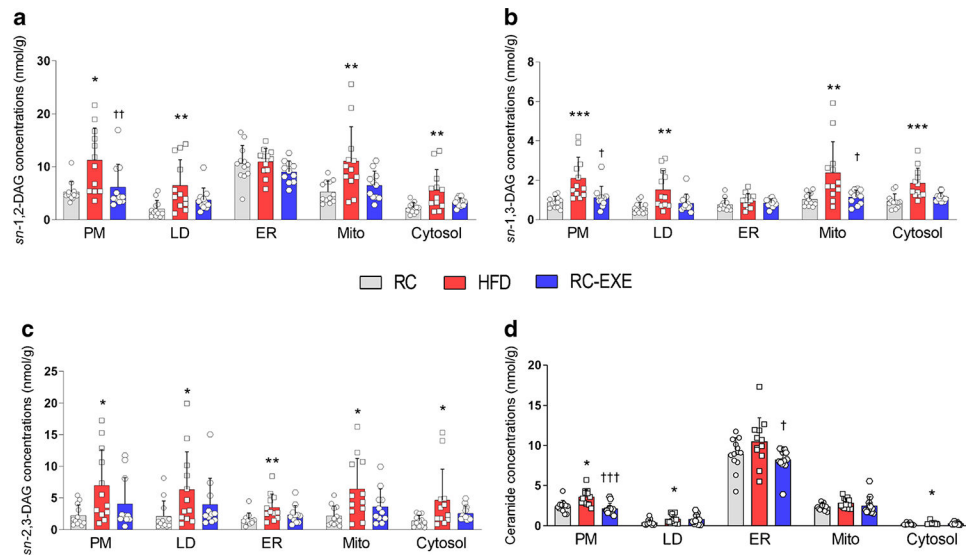 a
sn-1,2-DAG concentrations (nmol/g)
30
20
10
0
* †† ** ** **
PM LD ER Mito Cytosol
b
sn-1,3-DAG concentrations (nmol/g)
8
6
4
2
0
*** † ** ** † ***
PM LD ER Mito Cytosol
RC HFD RC-EXE
c
sn-2,3-DAG concentrations (nmol/g)
25
20
15
10
5
0
* * ** * *
PM LD ER Mito Cytosol
d
Ceramide concentrations (nmol/g)
20
15
10
5
0
* ††† * † *
PM LD ER Mito Cytosol